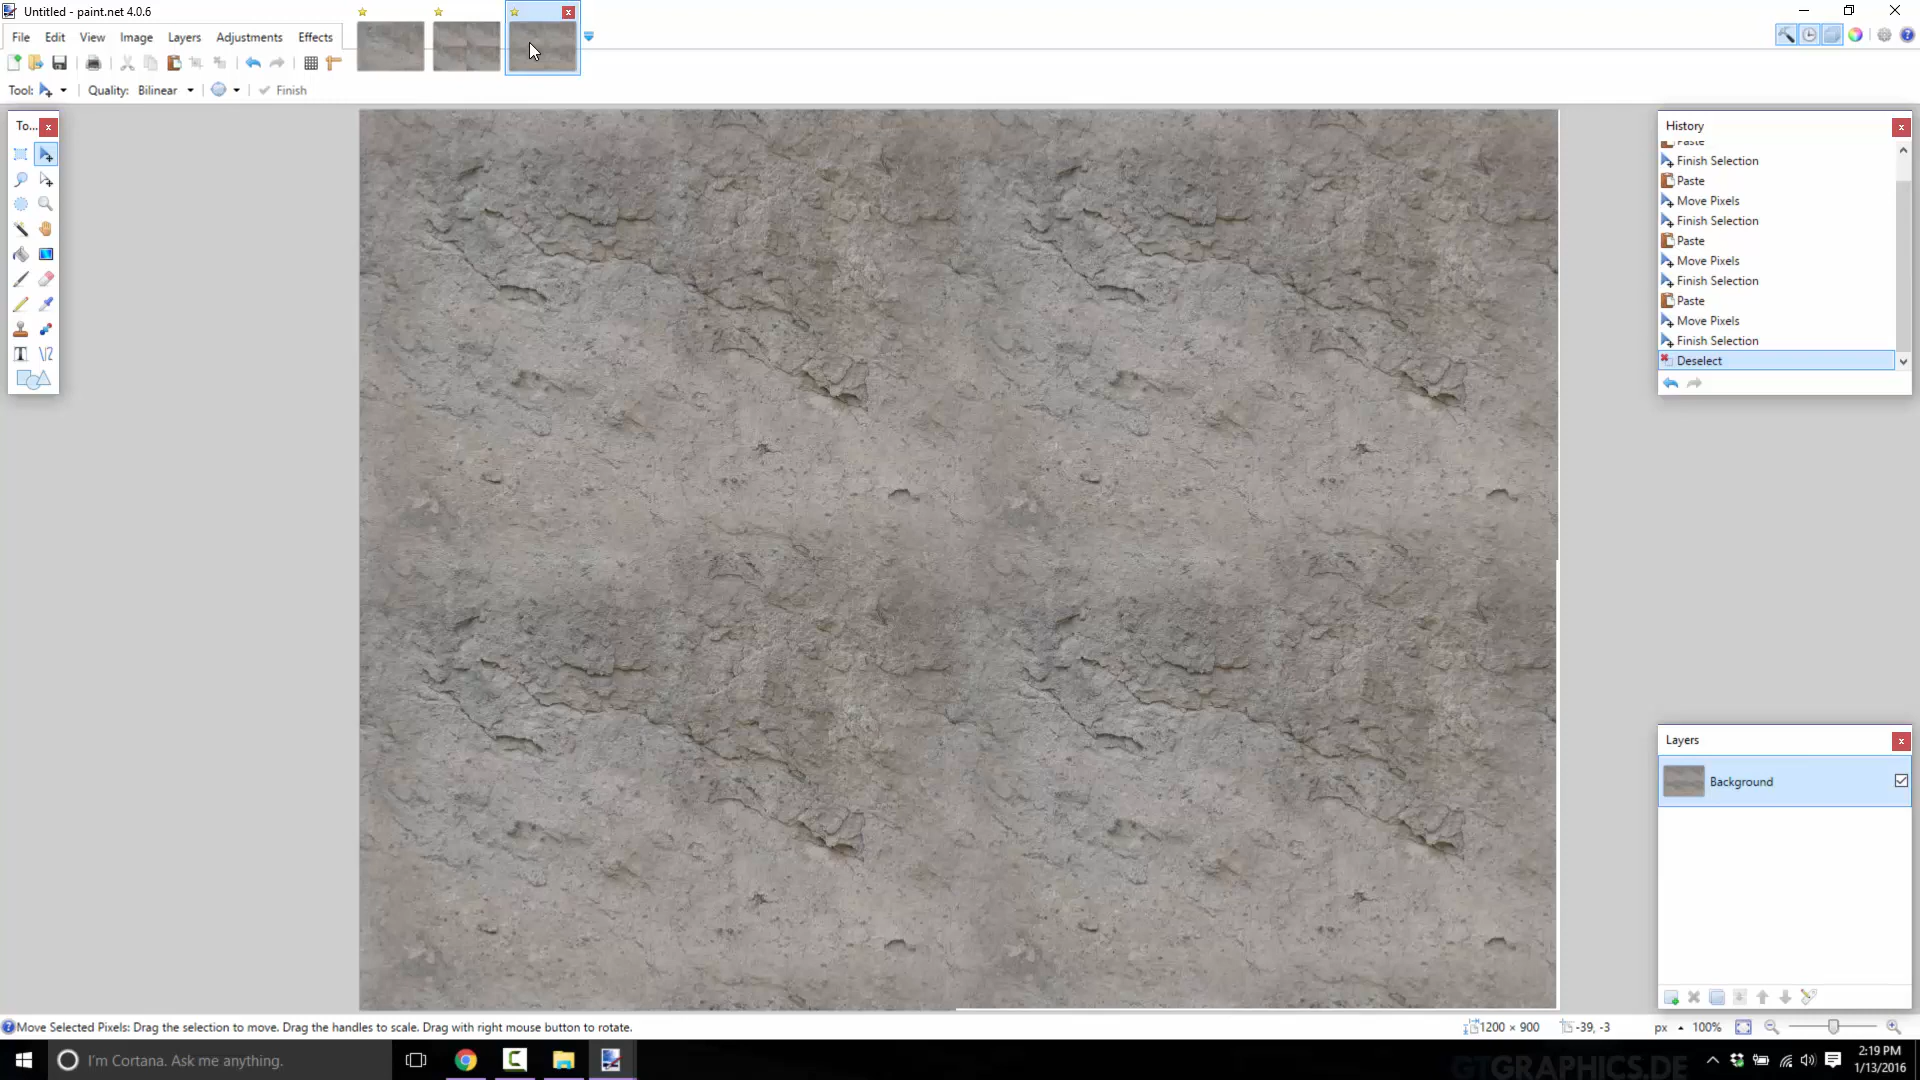 Untitled - paint.net 4.0.6
File Edit View Image Layers Adjustments Effects
Tool: Quality: Bilinear Finish
To...
History
Paste
Finish Selection
Paste
Move Pixels
Finish Selection
Paste
Move Pixels
Finish Selection
Paste
Move Pixels
Finish Selection
Deselect
Layers
Background
Move Selected Pixels: Drag the selection to move. Drag the handles to scale. Drag with right mouse button to rotate.
1200 × 900 -39, -3 px 100%
I'm Cortana. Ask me anything.
GTGRAPHICS.DE
2:19 PM
1/13/2016